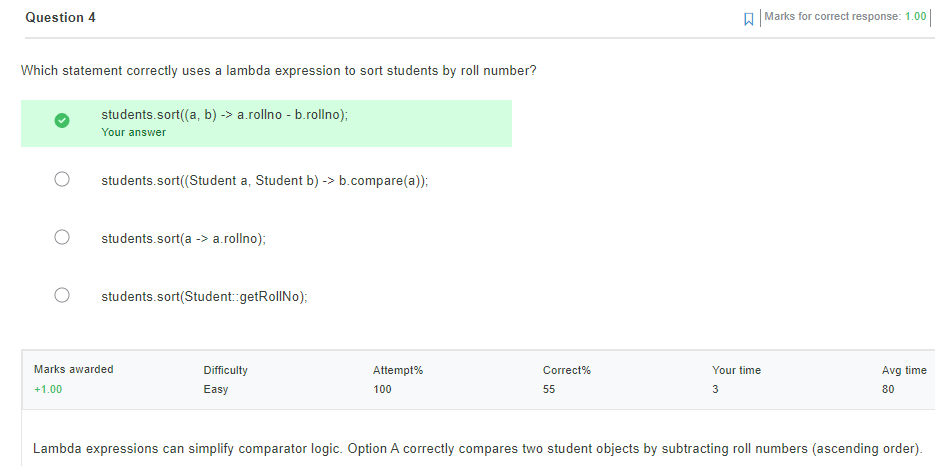 Question 4
Marks for correct response: 1.00
Which statement correctly uses a lambda expression to sort students by roll number?
students.sort((a, b) -> a.rollno - b.rollno);
Your answer
students.sort((Student a, Student b) -> b.compare(a));
students.sort(a -> a.rollno);
students.sort(Student::getRollNo);
Marks awarded Difficulty Attempt% Correct% Your time Avg time
+1.00 Easy 100 55 3 80
Lambda expressions can simplify comparator logic. Option A correctly compares two student objects by subtracting roll numbers (ascending order).